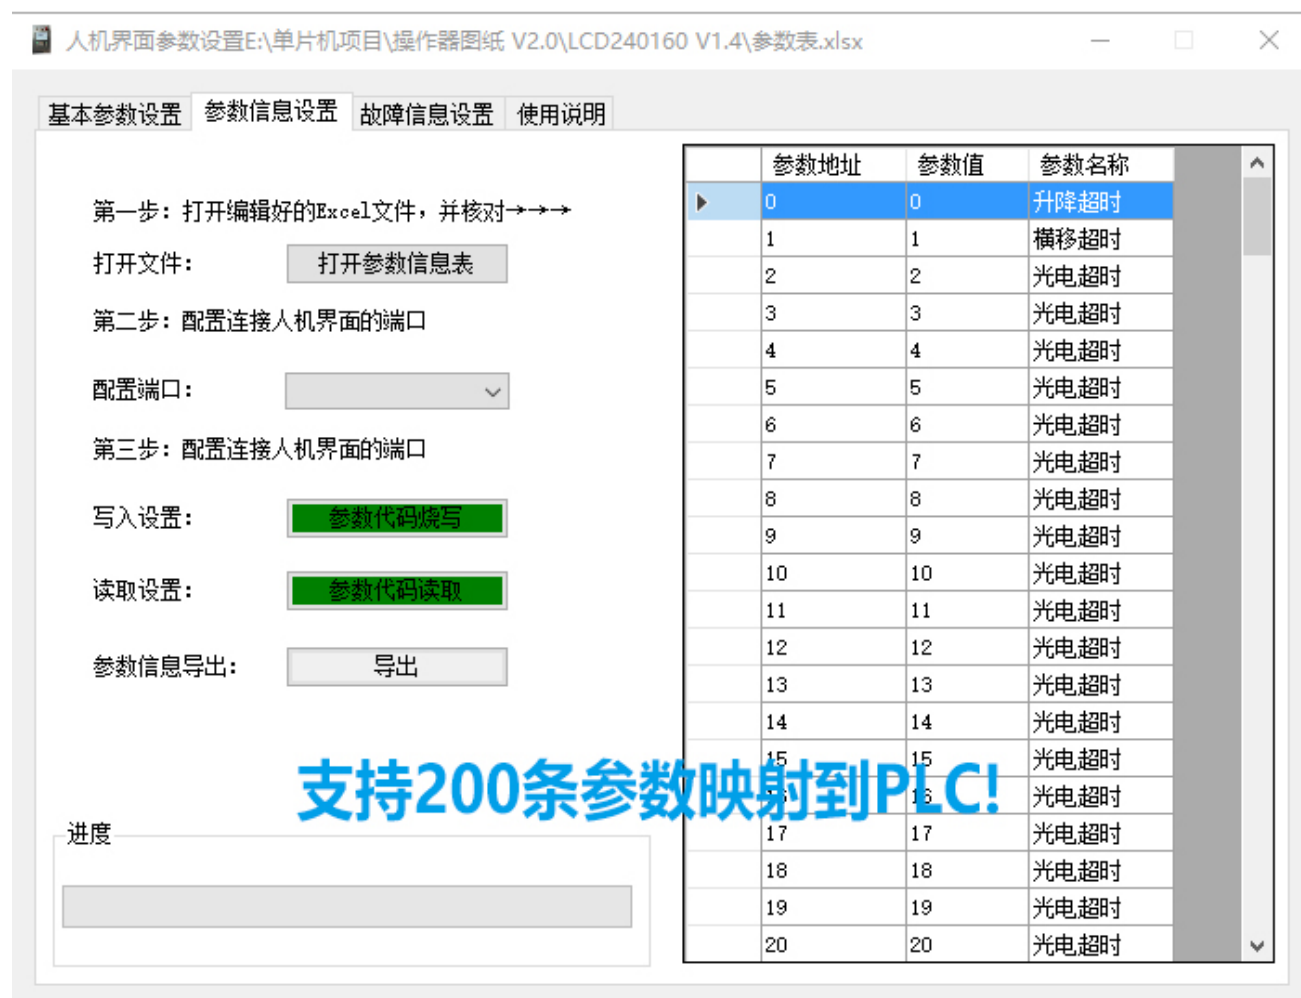 人机界面参数设置E:\单片机项目\操作器图纸 V2.0\LCD240160 V1.4\参数表.xlsx
基本参数设置 参数信息设置 故障信息设置 使用说明
第一步：打开编辑好的Excel文件，并核对→→→
打开文件： 打开参数信息表
第二步：配置连接人机界面的端口
配置端口：
第三步：配置连接人机界面的端口
写入设置： 参数代码烧写
读取设置： 参数代码读取
参数信息导出： 导出
参数地址 参数值 参数名称
0 0 升降超时
1 1 横移超时
2 2 光电超时
3 3 光电超时
4 4 光电超时
5 5 光电超时
6 6 光电超时
7 7 光电超时
8 8 光电超时
9 9 光电超时
10 10 光电超时
11 11 光电超时
12 12 光电超时
13 13 光电超时
14 14 光电超时
15 15 光电超时
16 16 光电超时
17 17 光电超时
18 18 光电超时
19 19 光电超时
20 20 光电超时
支持200条参数映射到PLC!
进度